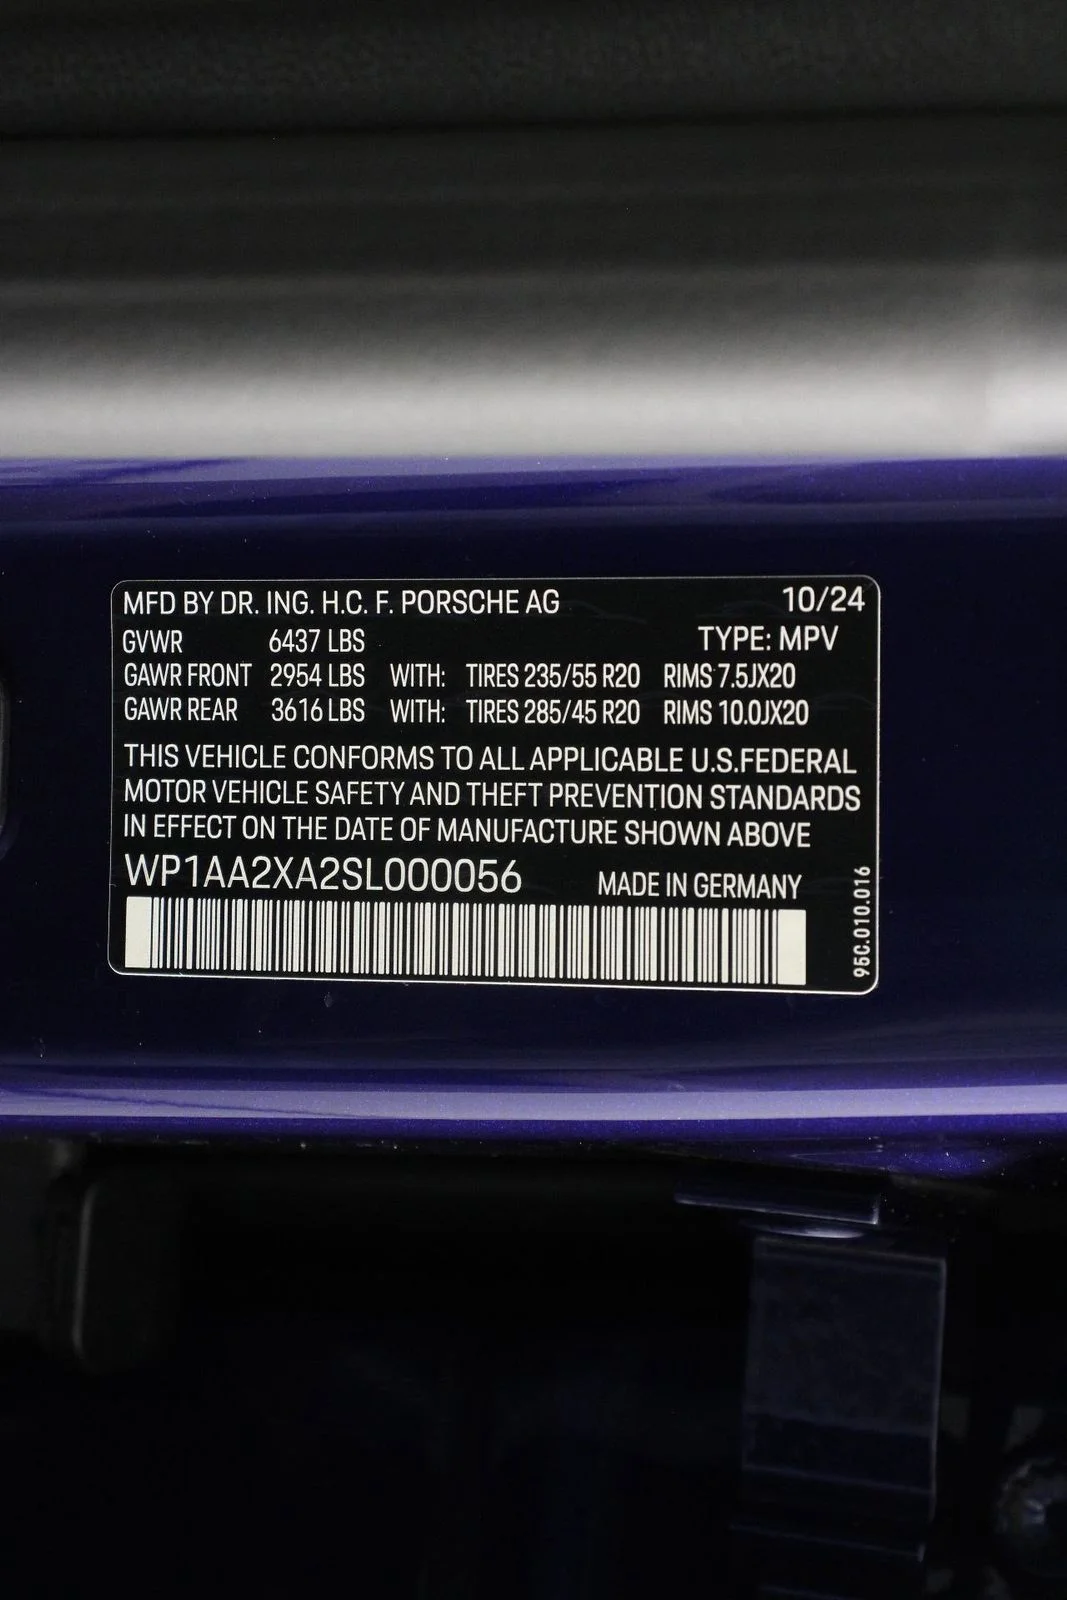 MFD BY DR. ING. H.C. F. PORSCHE AG 10/24
GVWR 6437 LBS TYPE: MPV
GAWR FRONT 2954 LBS WITH: TIRES 235/55 R20 RIMS 7.5JX20
GAWR REAR 3616 LBS WITH: TIRES 285/45 R20 RIMS 10.0JX20
THIS VEHICLE CONFORMS TO ALL APPLICABLE U.S.FEDERAL
MOTOR VEHICLE SAFETY AND THEFT PREVENTION STANDARDS
IN EFFECT ON THE DATE OF MANUFACTURE SHOWN ABOVE
WP1AA2XA2SL000056 MADE IN GERMANY
95C.010.016